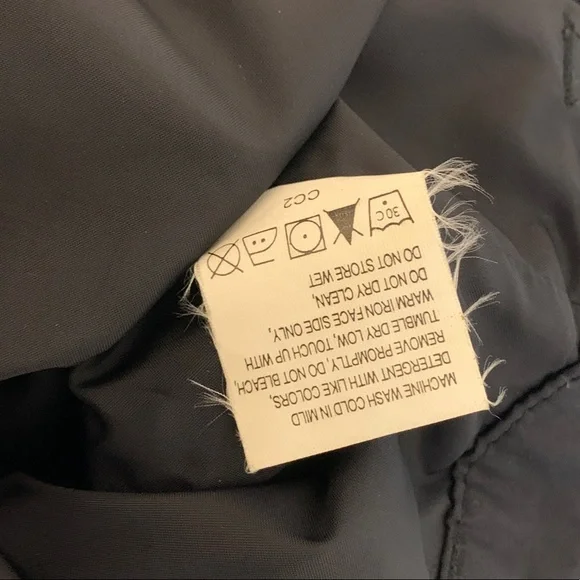 MACHINE WASH COLD IN MILD
DETERGENT WITH LIKE COLORS,
REMOVE PROMPTLY, DO NOT BLEACH,
TUMBLE DRY LOW, TOUCH UP WITH
WARM IRON FACE SIDE ONLY,
DO NOT DRY CLEAN,
DO NOT STORE WET
30 C
CC2